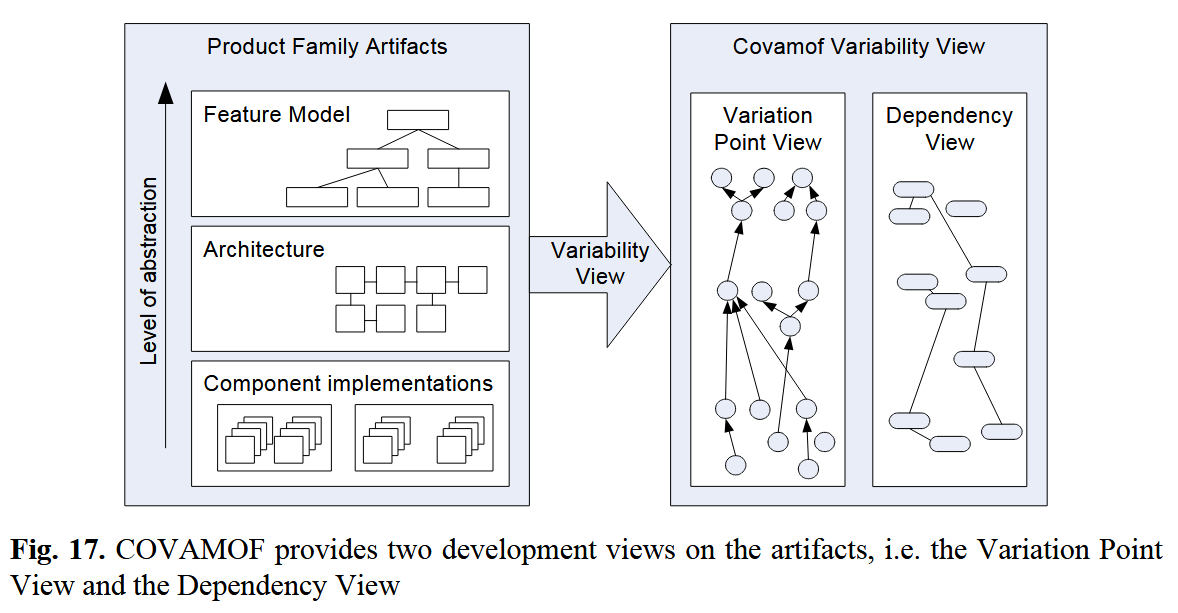 Product Family Artifacts
Level of abstraction
Feature Model
Architecture
Component implementations
Variability
View
Covamof Variability View
Variation
Point View
Dependency
View
Fig. 17. COVAMOF provides two development views on the artifacts, i.e. the Variation Point
View and the Dependency View